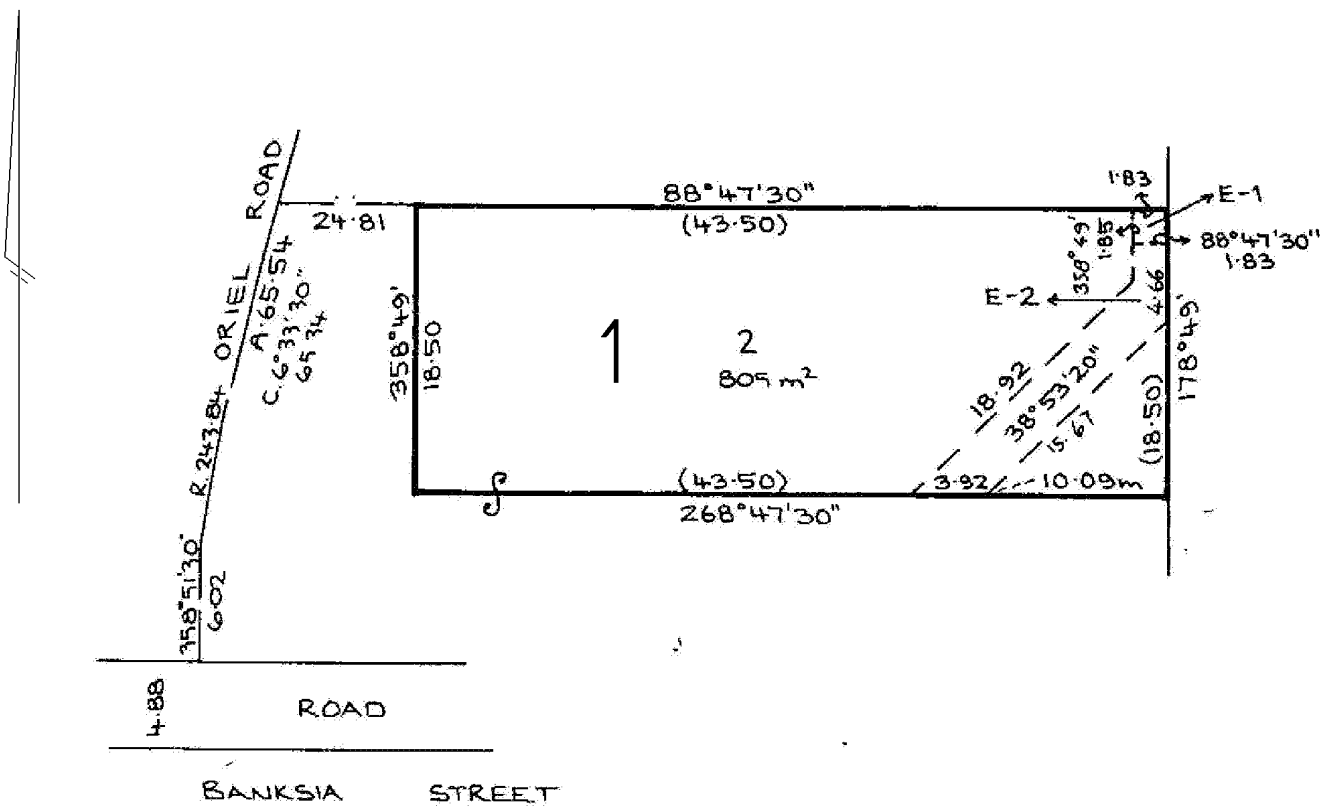 ORIEL ROAD
R. 243.84
A.65.54
C.6°33'30"
65 34
358°51'30"
6.02
24.81
88°47'30"
(43.50)
358°49'
18.50
1
2
805 m²
1.83
E-1
358°49'
1.85
88°47'30"
1.83
E-2
4.66
178°49'
(18.50)
18.92
38°53'20"
15.67
(43.50)
3.92
10.09m
268°47'30"
4.88
ROAD
BANKSIA STREET